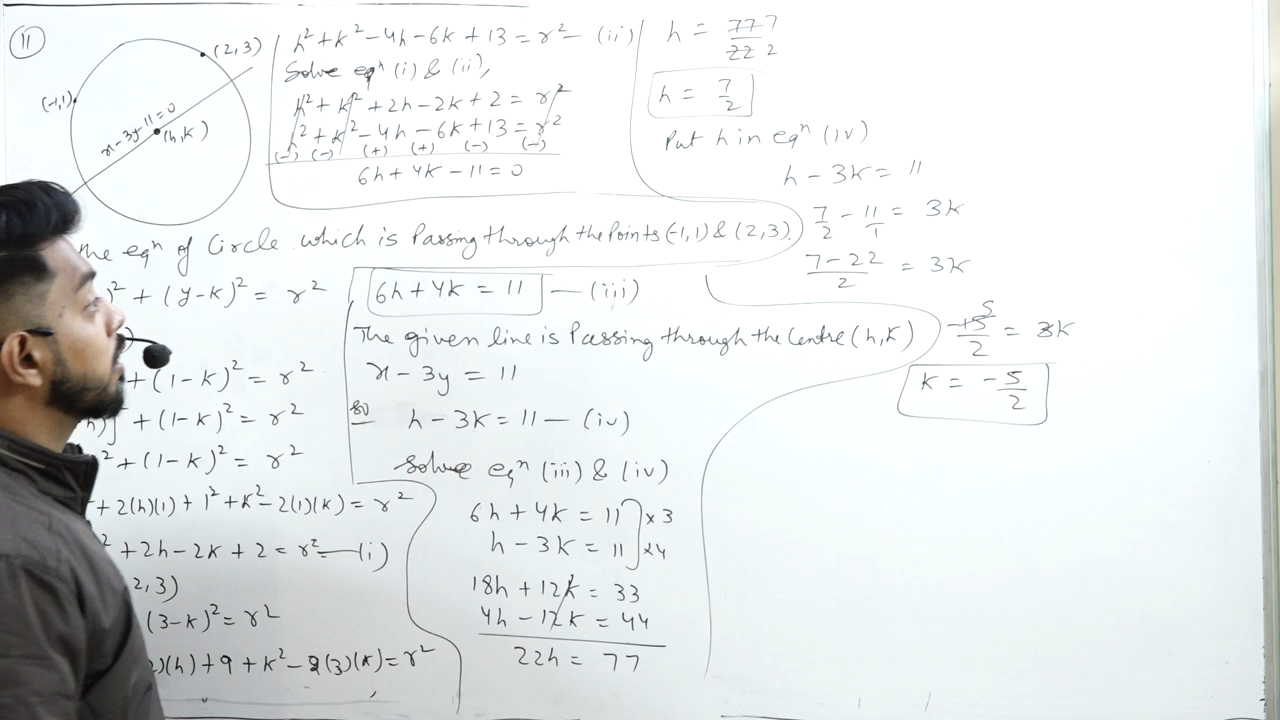 11
(2,3)
(-1,1)
x-3y-11=0
(h,k)
he eqⁿ of Circle which is Passing through the Points (-1,1) & (2,3).
)² + (y-k)² = r²
+ (1-k)² = r²
h)]² + (1-k)² = r²
² + (1-k)² = r²
+ 2(h)(1) + 1² + k² - 2(1)(k) = r²
² + 2h - 2k + 2 = r² — (i)
2,3)
(3-k)² = r²
)(h) + 9 + k² - 2(3)(k) = r²
h² + k² - 4h - 6k + 13 = r² — (ii)
Solve eqⁿ (i) & (ii),
h² + k² + 2h - 2k + 2 = r²
h² + k² - 4h - 6k + 13 = r²
(-) (-) (+) (+) (-) (-)
6h + 4k - 11 = 0
6h + 4k = 11 — (iii)
The given line is Passing through the Centre (h,k)
x - 3y = 11
so h - 3k = 11 — (iv)
Solve eqⁿ (iii) & (iv)
6h + 4k = 11 ] x 3
h - 3k = 11 ] x 4
18h + 12k = 33
4h - 12k = 44
22h = 77
h = 77 7
22 2
h = 7/2
Put h in eqⁿ (iv)
h - 3k = 11
7/2 - 11/1 = 3k
7-22/2 = 3k
-15 5/2 = 3k
k = -5/2